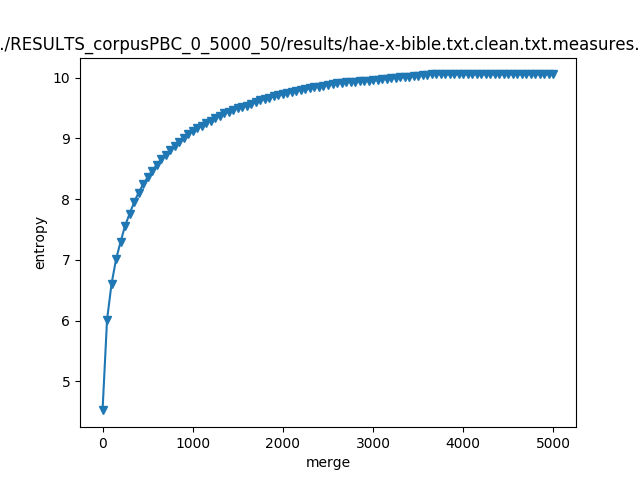 ./RESULTS_corpusPBC_0_5000_50/results/hae-x-bible.txt.clean.txt.measures.
10
9
8
7
6
5
entropy
0 1000 2000 3000 4000 5000
merge